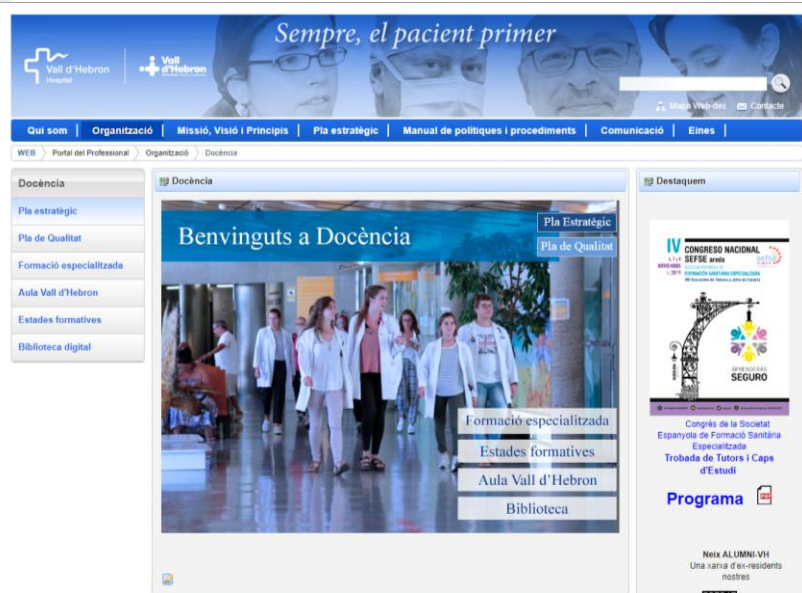 Sempre, el pacient primer
Vall d'Hebron
Hospital
Vall
d'Hebron
Mapa Web-des
Contacte
Qui som
Organització
Missió, Visió i Principis
Pla estratègic
Manual de polítiques i procediments
Comunicació
Eines
WEB
Portal del Professional
Organització
Docència
Docència
Pla estratègic
Pla de Qualitat
Formació especialitzada
Aula Vall d'Hebron
Estades formatives
Biblioteca digital
Docència
Benvinguts a Docència
Pla Estratégic
Pla de Qualitat
Formació especialitzada
Estades formatives
Aula Vall d'Hebron
Biblioteca
Destaquem
IV CONGRESO NACIONAL
SEFSE areda
sefse
FORMACIÓN SANITARIA ESPECIALIZADA
APRENDERÁS
SEGURO
Congrés de la Societat
Espanyola de Formació Sanitària
Especialitzada
Trobada de Tutors i Caps
d'Estudi
Programa
Neix ALUMNI-VH
Una xarxa d'ex-residents
nostres